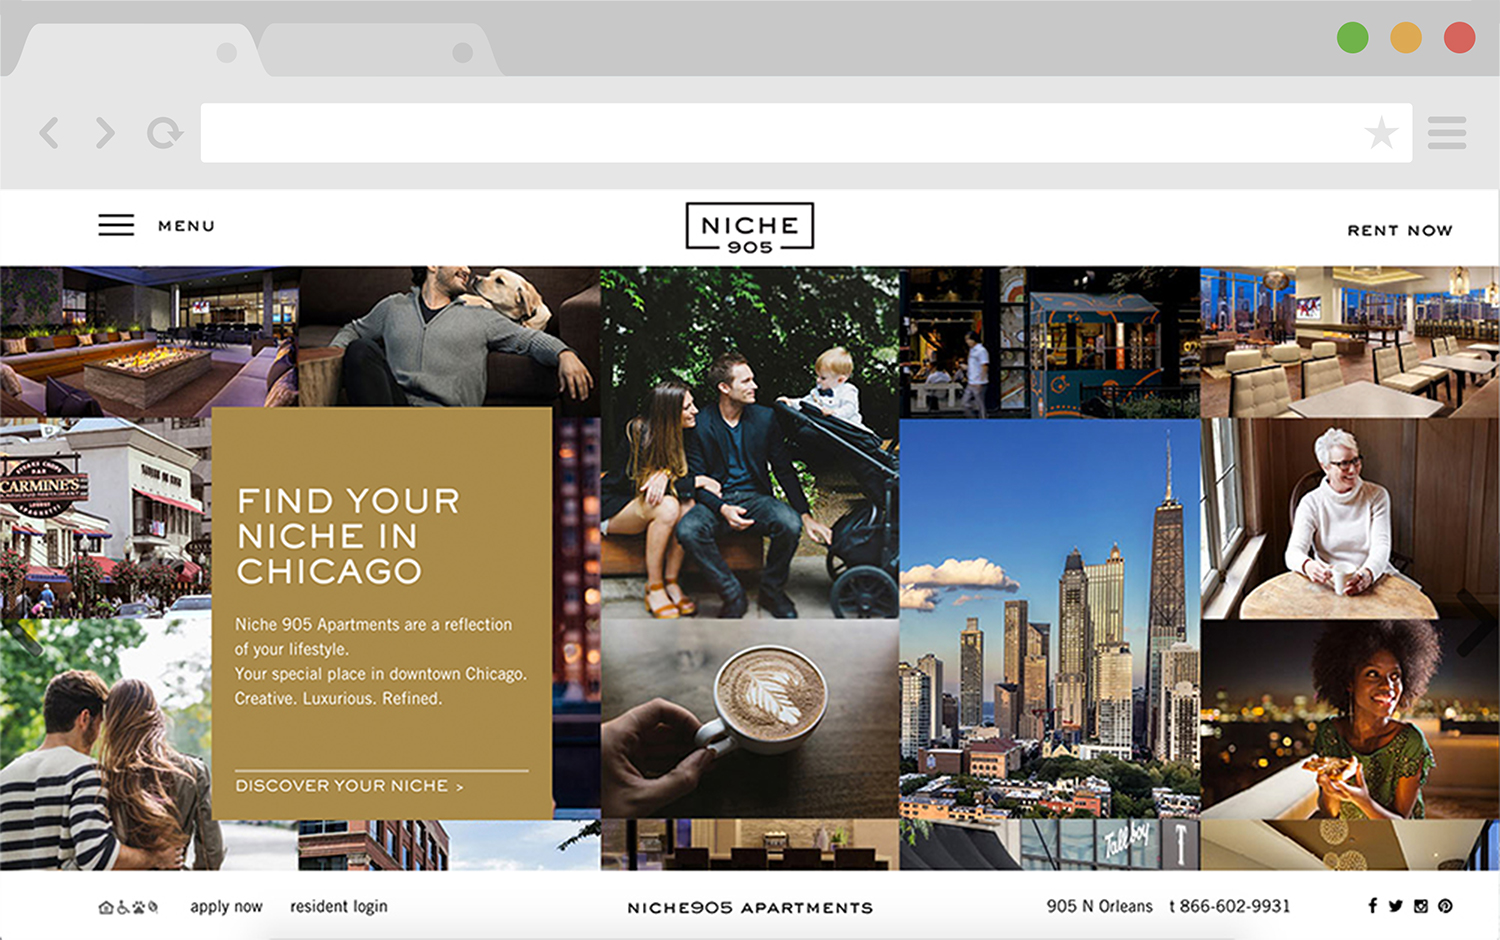 MENU
NICHE
905
RENT NOW
CARMINE'S
FIND YOUR
NICHE IN
CHICAGO
Niche 905 Apartments are a reflection
of your lifestyle.
Your special place in downtown Chicago.
Creative. Luxurious. Refined.
DISCOVER YOUR NICHE >
Tallboy
T
apply now
resident login
NICHE905 APARTMENTS
905 N Orleans
t 866-602-9931